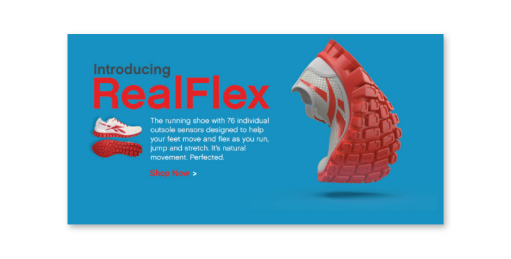 Introducing
RealFlex
The running shoe with 76 individual
outsole sensors designed to help
your feet move and flex as you run,
jump and stretch. It's natural
movement. Perfected.
Shop Now >